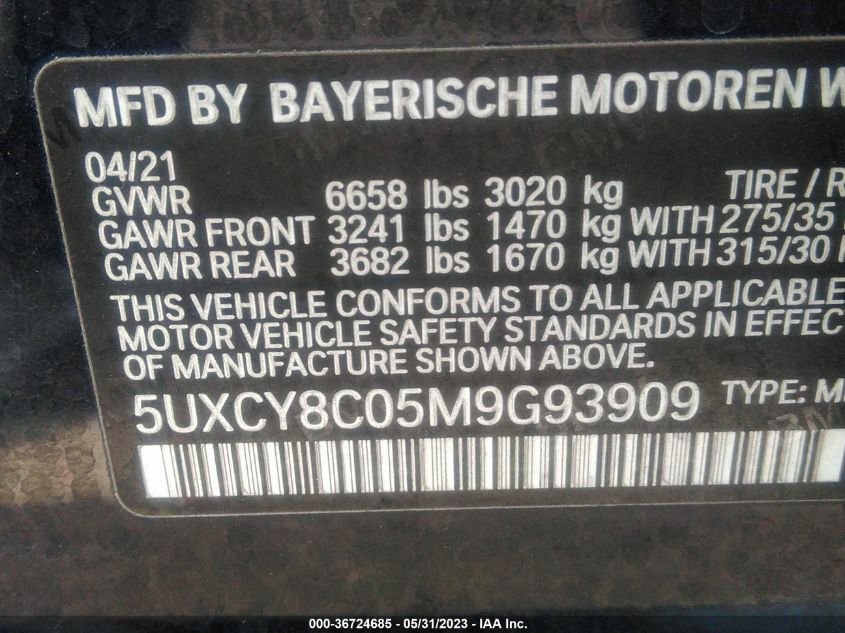 MFD BY BAYERISCHE MOTOREN W
04/21
GVWR 6658 lbs 3020 kg TIRE / R
GAWR FRONT 3241 lbs 1470 kg WITH 275/35
GAWR REAR 3682 lbs 1670 kg WITH 315/30
THIS VEHICLE CONFORMS TO ALL APPLICABLE
MOTOR VEHICLE SAFETY STANDARDS IN EFFEC
OF MANUFACTURE SHOWN ABOVE.
5UXCY8C05M9G93909 TYPE: M
000-36724685 - 05/31/2023 - IAA Inc.